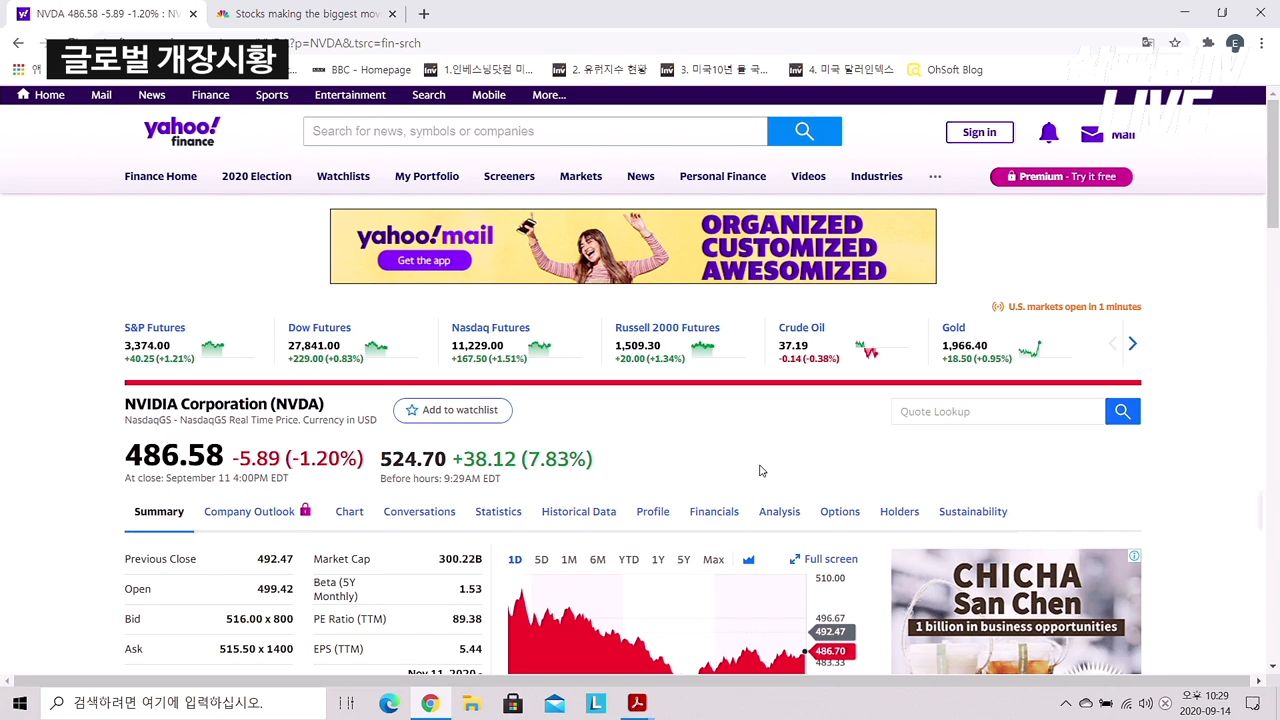 NVDA 486.58 -5.89 -1.20% : NV
Stocks making the biggest mov
글로벌 개장시황
?p=NVDA&.tsrc=fin-srch
E
BBC - Homepage
1.인베스닝닷컴 미...
2. 유럽지수 현황
3. 미국10년 률 국...
4. 미국 달러인덱스
OhSoft Blog
LIVE
Home Mail News Finance Sports Entertainment Search Mobile More...
yahoo!
finance
Search for news, symbols or companies
Sign in
Mail
Finance Home 2020 Election Watchlists My Portfolio Screeners Markets News Personal Finance Videos Industries ...
Premium - Try it free
yahoo!mail
Get the app
ORGANIZED
CUSTOMIZED
AWESOMIZED
U.S. markets open in 1 minutes
S&P Futures
3,374.00
+40.25 (+1.21%)
Dow Futures
27,841.00
+229.00 (+0.83%)
Nasdaq Futures
11,229.00
+167.50 (+1.51%)
Russell 2000 Futures
1,509.30
+20.00 (+1.34%)
Crude Oil
37.19
-0.14 (-0.38%)
Gold
1,966.40
+18.50 (+0.95%)
NVIDIA Corporation (NVDA)
NasdaqGS - NasdaqGS Real Time Price. Currency in USD
Add to watchlist
Quote Lookup
486.58 -5.89 (-1.20%)
At close: September 11 4:00PM EDT
524.70 +38.12 (7.83%)
Before hours: 9:29AM EDT
Summary Company Outlook Chart Conversations Statistics Historical Data Profile Financials Analysis Options Holders Sustainability
Previous Close 492.47
Open 499.42
Bid 516.00 x 800
Ask 515.50 x 1400
Market Cap 300.22B
Beta (5Y Monthly) 1.53
PE Ratio (TTM) 89.38
EPS (TTM) 5.44
Nov 11, 2020 -
1D 5D 1M 6M YTD 1Y 5Y Max
Full screen
510.00
496.67
492.47
486.70
483.33
CHICHA
San Chen
1 billion in business opportunities
검색하려면 여기에 입력하십시오.
오후 10:29
2020-09-14